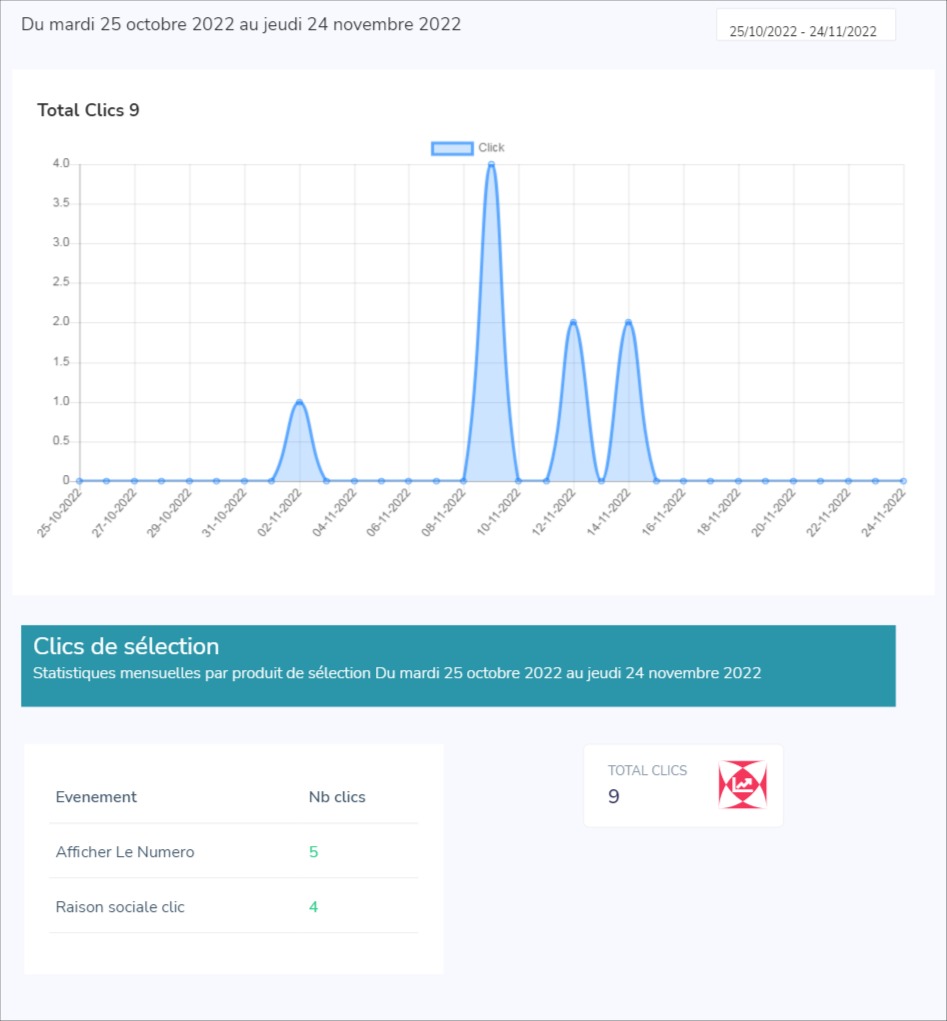 Du mardi 25 octobre 2022 au jeudi 24 novembre 2022
25/10/2022 - 24/11/2022
Total Clics 9
Click
4.0
3.5
3.0
2.5
2.0
1.5
1.0
0.5
0
25-10-2022
27-10-2022
29-10-2022
31-10-2022
02-11-2022
04-11-2022
06-11-2022
08-11-2022
10-11-2022
12-11-2022
14-11-2022
16-11-2022
18-11-2022
20-11-2022
22-11-2022
24-11-2022
Clics de sélection
Statistiques mensuelles par produit de sélection Du mardi 25 octobre 2022 au jeudi 24 novembre 2022
TOTAL CLICS
9
Evenement Nb clics
Afficher Le Numero 5
Raison sociale clic 4